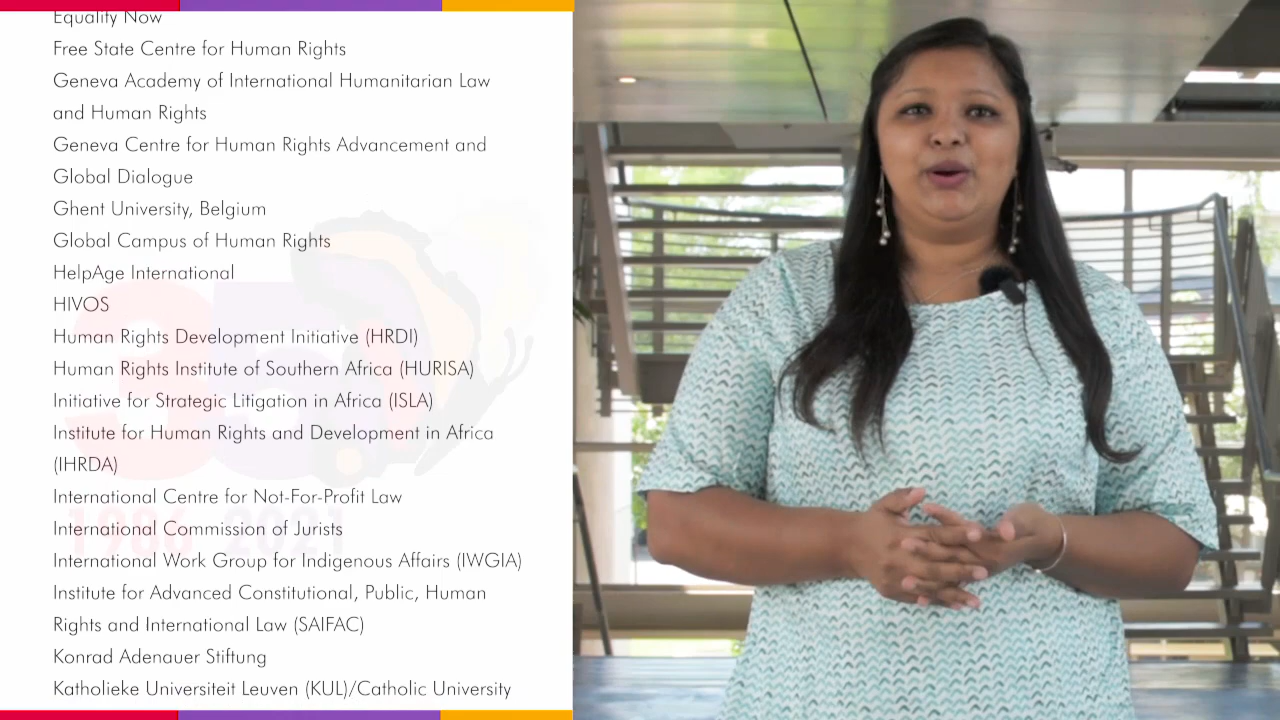 Equality Now
Free State Centre for Human Rights
Geneva Academy of International Humanitarian Law
and Human Rights
Geneva Centre for Human Rights Advancement and
Global Dialogue
Ghent University, Belgium
Global Campus of Human Rights
HelpAge International
HIVOS
Human Rights Development Initiative (HRDI)
Human Rights Institute of Southern Africa (HURISA)
Initiative for Strategic Litigation in Africa (ISLA)
Institute for Human Rights and Development in Africa
(IHRDA)
International Centre for Not-For-Profit Law
International Commission of Jurists
International Work Group for Indigenous Affairs (IWGIA)
Institute for Advanced Constitutional, Public, Human
Rights and International Law (SAIFAC)
Konrad Adenauer Stiftung
Katholieke Universiteit Leuven (KUL)/Catholic University
35
1986 2021